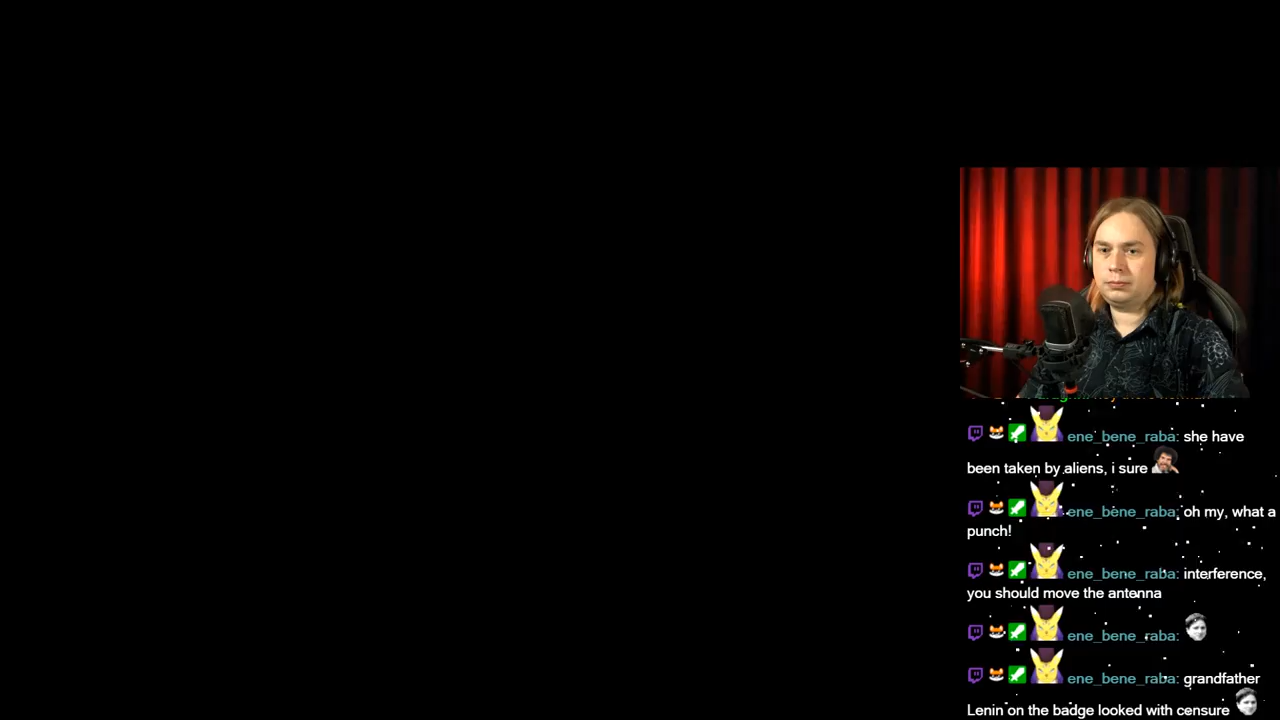 ene_bene_raba: she have
been taken by aliens, i sure
ene_bene_raba: oh my, what a
punch!
ene_bene_raba: interference,
you should move the antenna
ene_bene_raba:
ene_bene_raba: grandfather
Lenin on the badge looked with censure